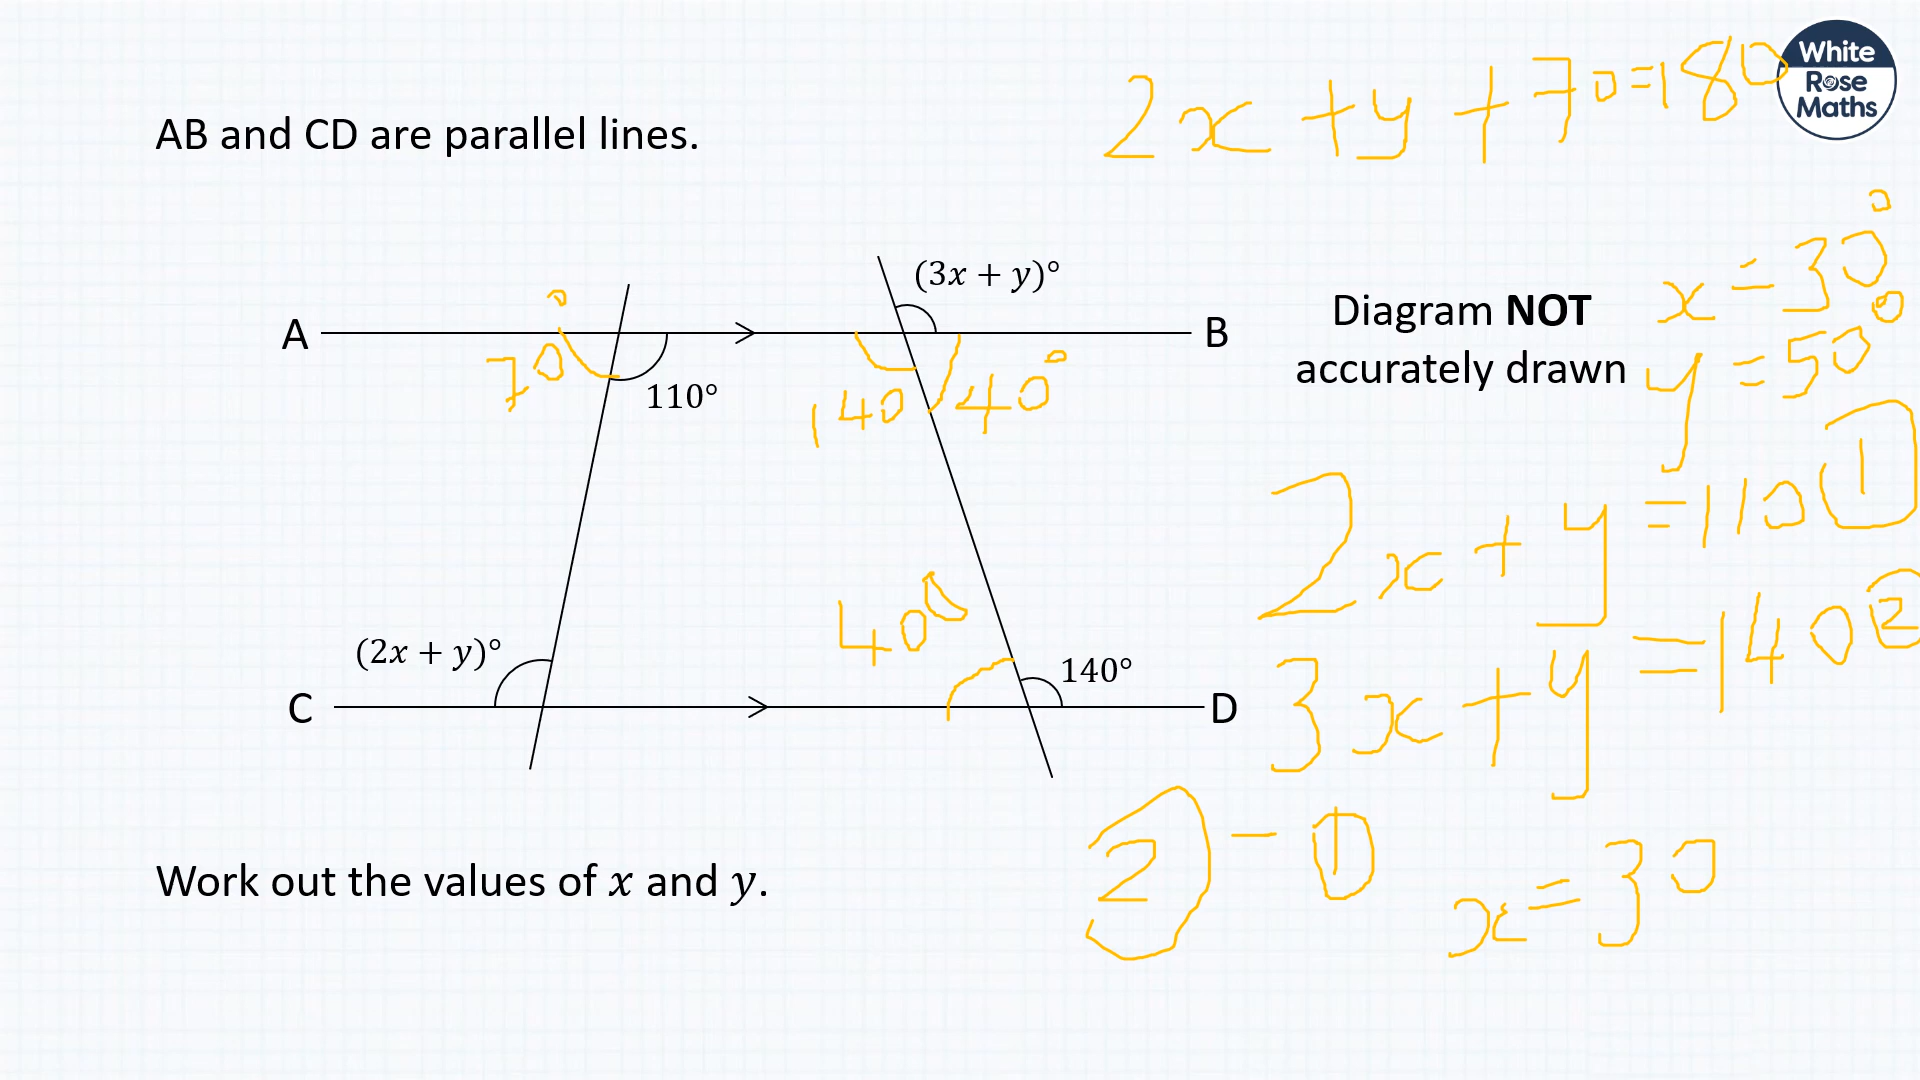 2x + y + 70 = 180
White
Rose
Maths
AB and CD are parallel lines.
x = 30°
y = 50°
(3x + y)°
Diagram NOT
accurately drawn
A
B
70°
110°
140
40°
2x + y = 110 ①
40°
3x + y = 140 ②
(2x + y)°
140°
C
D
② - ①
x = 30
Work out the values of x and y.